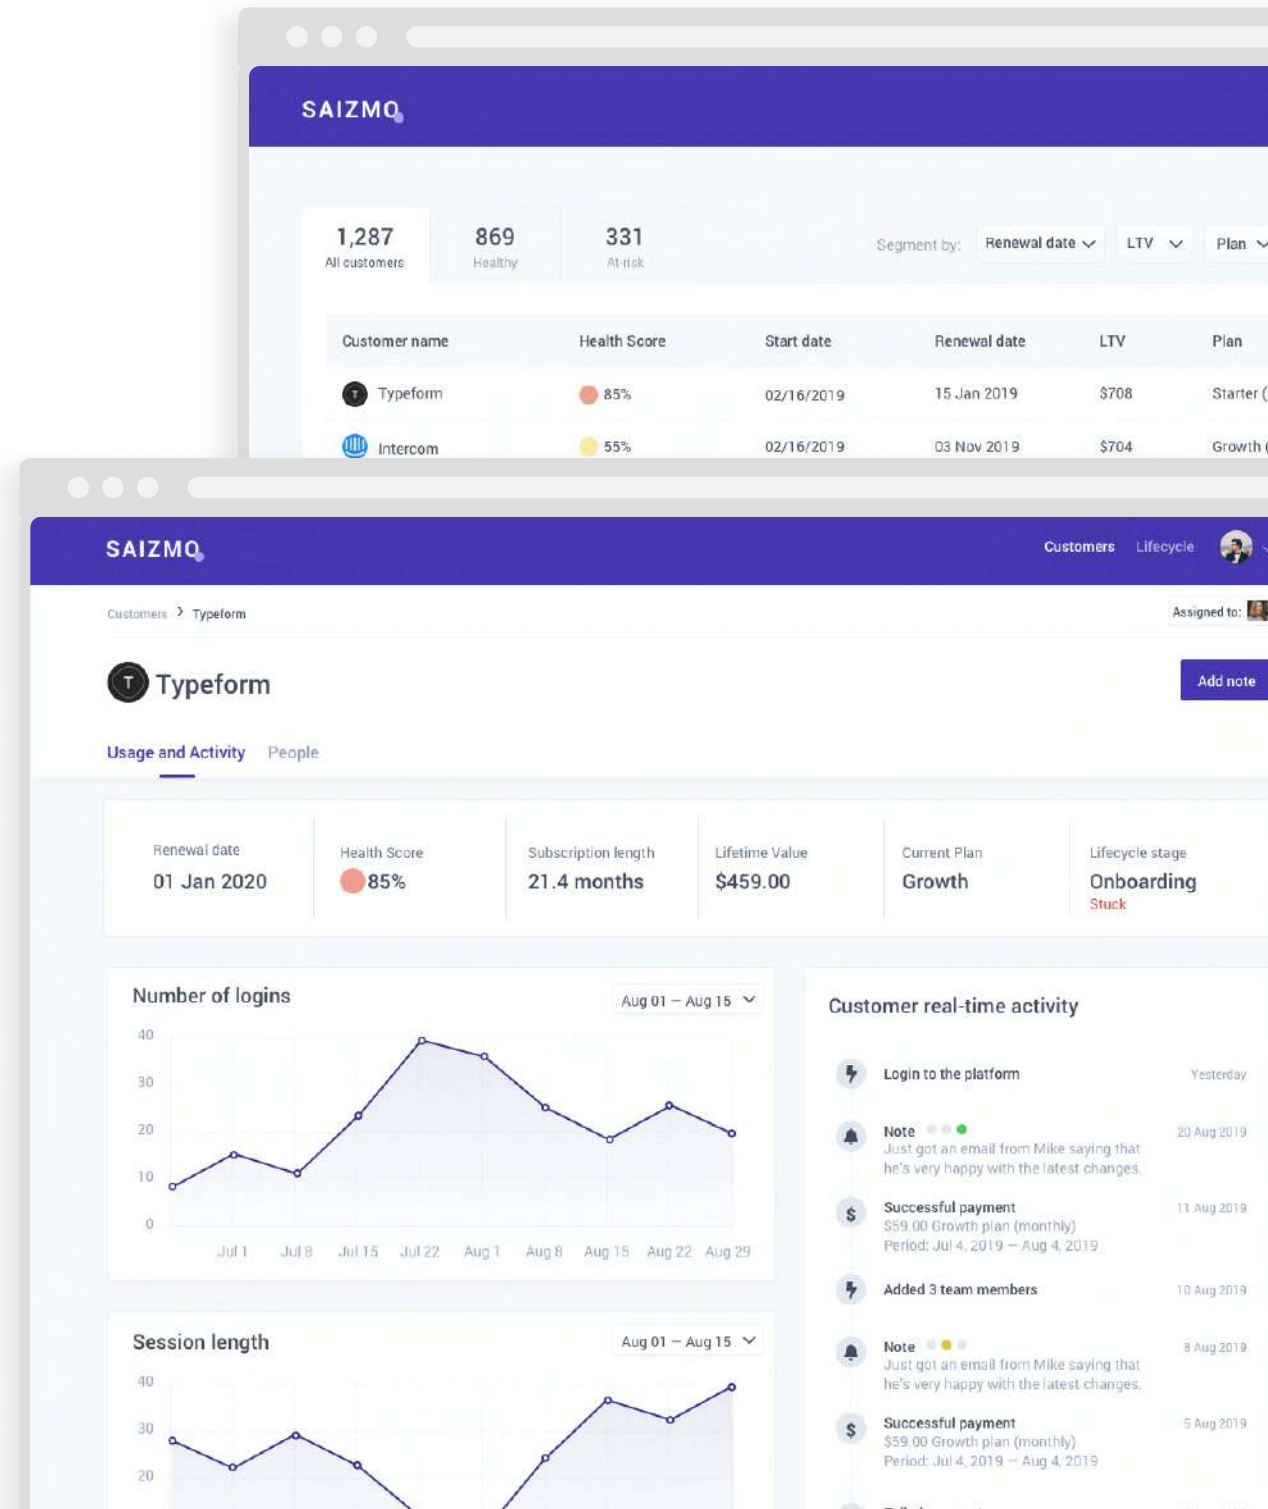 SAIZMO
1,287
All customers
869
Healthy
331
At-risk
Segment by:
Renewal date
LTV
Plan
Customer name
Health Score
Start date
Renewal date
LTV
Plan
T
Typeform
85%
02/16/2019
15 Jan 2019
$708
Starter (
Intercom
55%
02/16/2019
03 Nov 2019
$704
Growth (
SAIZMO
Customers
Lifecycle
Customers > Typeform
Assigned to:
T
Typeform
Add note
Usage and Activity
People
Renewal date
01 Jan 2020
Health Score
85%
Subscription length
21.4 months
Lifetime Value
$459.00
Current Plan
Growth
Lifecycle stage
Onboarding
Stuck
Number of logins
Aug 01 — Aug 15
40
30
20
10
0
Jul 1
Jul 8
Jul 15
Jul 22
Aug 1
Aug 8
Aug 15
Aug 22
Aug 29
Session length
Aug 01 — Aug 15
40
30
20
Customer real-time activity
Login to the platform
Yesterday
Note
20 Aug 2019
Just got an email from Mike saying that
he's very happy with the latest changes.
$
Successful payment
11 Aug 2019
$59.00 Growth plan (monthly)
Period: Jul 4, 2019 — Aug 4, 2019
Added 3 team members
10 Aug 2019
Note
8 Aug 2019
Just got an email from Mike saying that
he's very happy with the latest changes.
$
Successful payment
5 Aug 2019
$59.00 Growth plan (monthly)
Period: Jul 4, 2019 — Aug 4, 2019